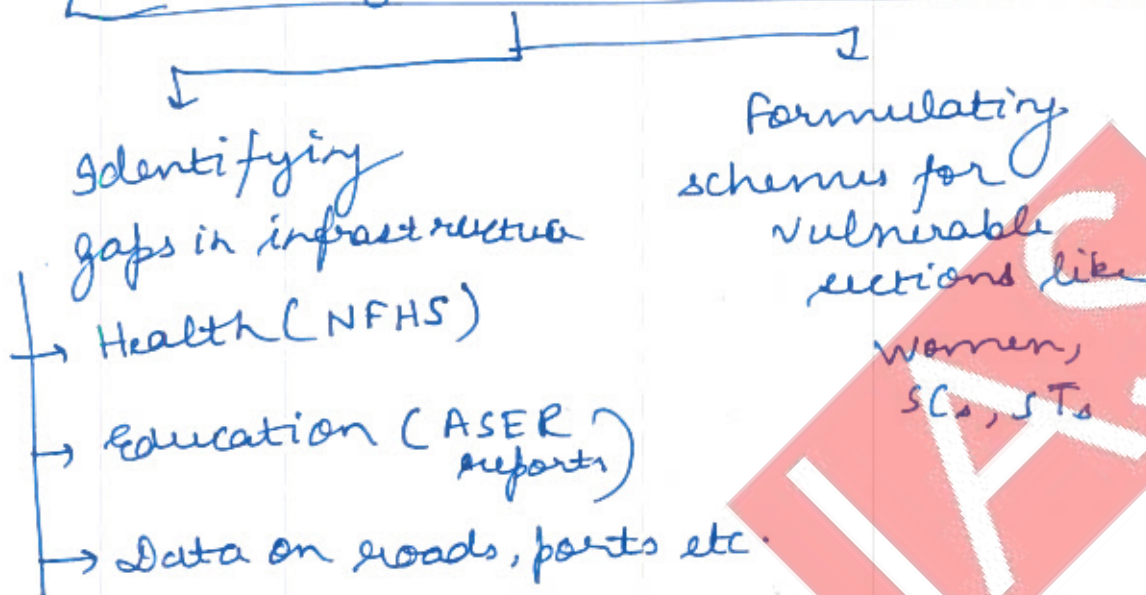 Identifying
gaps in infrastructure
→ Health (NFHS)
→ Education (ASER
reports)
→ Data on roads, ports etc.
Formulating
schemes for
vulnerable
sections like
women,
SCs, STs
IAS